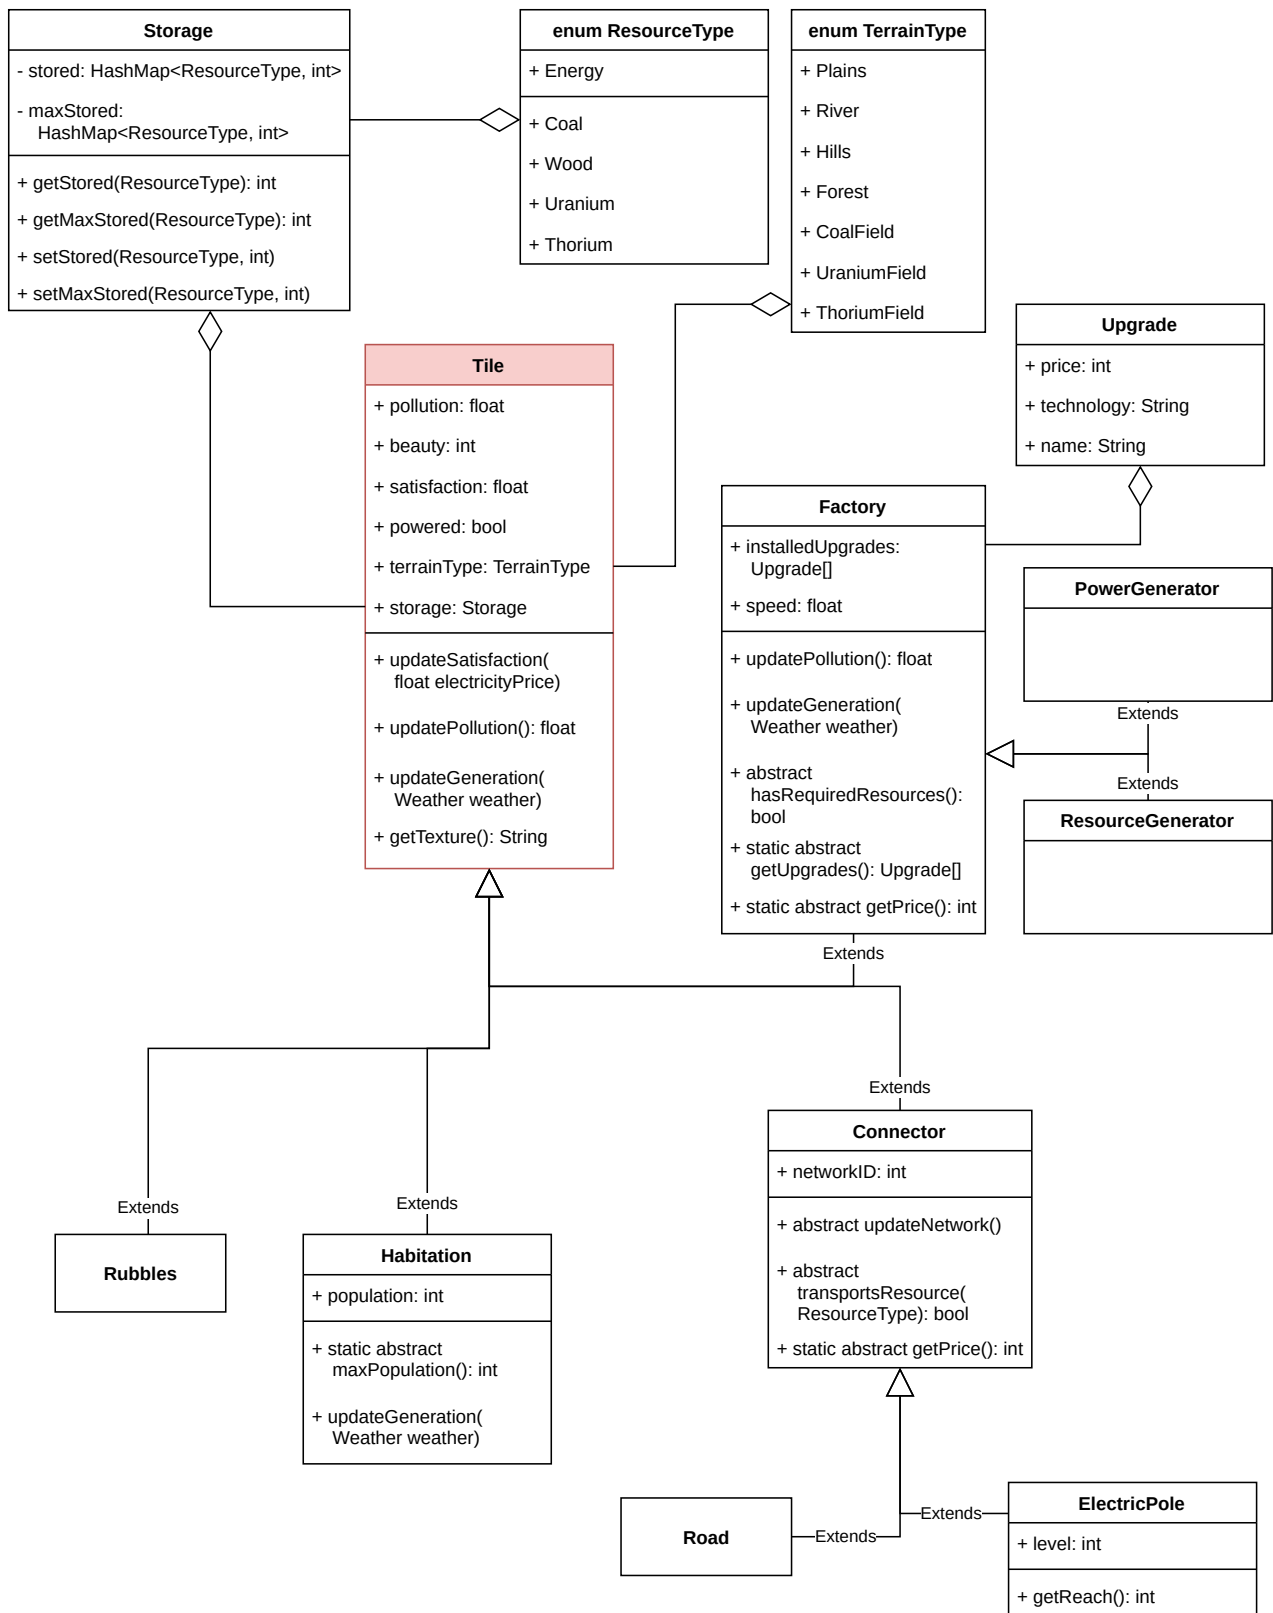 Storage
- stored: HashMap<ResourceType, int>
- maxStored:
HashMap<ResourceType, int>
+ getStored(ResourceType): int
+ getMaxStored(ResourceType): int
+ setStored(ResourceType, int)
+ setMaxStored(ResourceType, int)
enum ResourceType
+ Energy
+ Coal
+ Wood
+ Uranium
+ Thorium
enum TerrainType
+ Plains
+ River
+ Hills
+ Forest
+ CoalField
+ UraniumField
+ ThoriumField
Upgrade
+ price: int
+ technology: String
+ name: String
Tile
+ pollution: float
+ beauty: int
+ satisfaction: float
+ powered: bool
+ terrainType: TerrainType
+ storage: Storage
+ updateSatisfaction(
float electricityPrice)
+ updatePollution(): float
+ updateGeneration(
Weather weather)
+ getTexture(): String
Factory
+ installedUpgrades:
Upgrade[]
+ speed: float
+ updatePollution(): float
+ updateGeneration(
Weather weather)
+ abstract
hasRequiredResources():
bool
+ static abstract
getUpgrades(): Upgrade[]
+ static abstract getPrice(): int
PowerGenerator
Extends
Extends
ResourceGenerator
Extends
Extends
Connector
+ networkID: int
+ abstract updateNetwork()
+ abstract
transportsResource(
ResourceType): bool
+ static abstract getPrice(): int
Extends
Rubbles
Extends
Habitation
+ population: int
+ static abstract
maxPopulation(): int
+ updateGeneration(
Weather weather)
Road
Extends
Extends
ElectricPole
+ level: int
+ getReach(): int